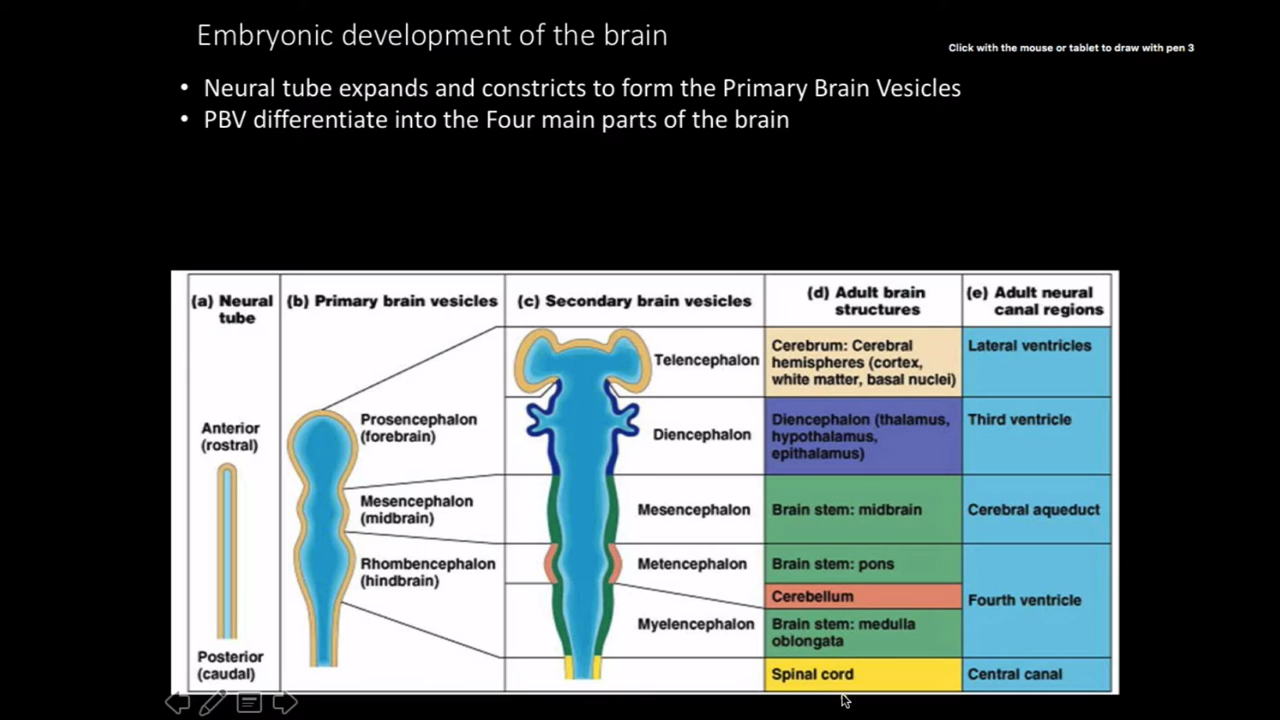 Embryonic development of the brain
Click with the mouse or tablet to draw with pen 3
• Neural tube expands and constricts to form the Primary Brain Vesicles
• PBV differentiate into the Four main parts of the brain
(a) Neural
tube
(b) Primary brain vesicles
(c) Secondary brain vesicles
(d) Adult brain
structures
(e) Adult neural
canal regions
Anterior
(rostral)
Posterior
(caudal)
Prosencephalon
(forebrain)
Mesencephalon
(midbrain)
Rhombencephalon
(hindbrain)
Telencephalon
Diencephalon
Mesencephalon
Metencephalon
Myelencephalon
Cerebrum: Cerebral
hemispheres (cortex,
white matter, basal nuclei)
Diencephalon (thalamus,
hypothalamus,
epithalamus)
Brain stem: midbrain
Brain stem: pons
Cerebellum
Brain stem: medulla
oblongata
Spinal cord
Lateral ventricles
Third ventricle
Cerebral aqueduct
Fourth ventricle
Central canal